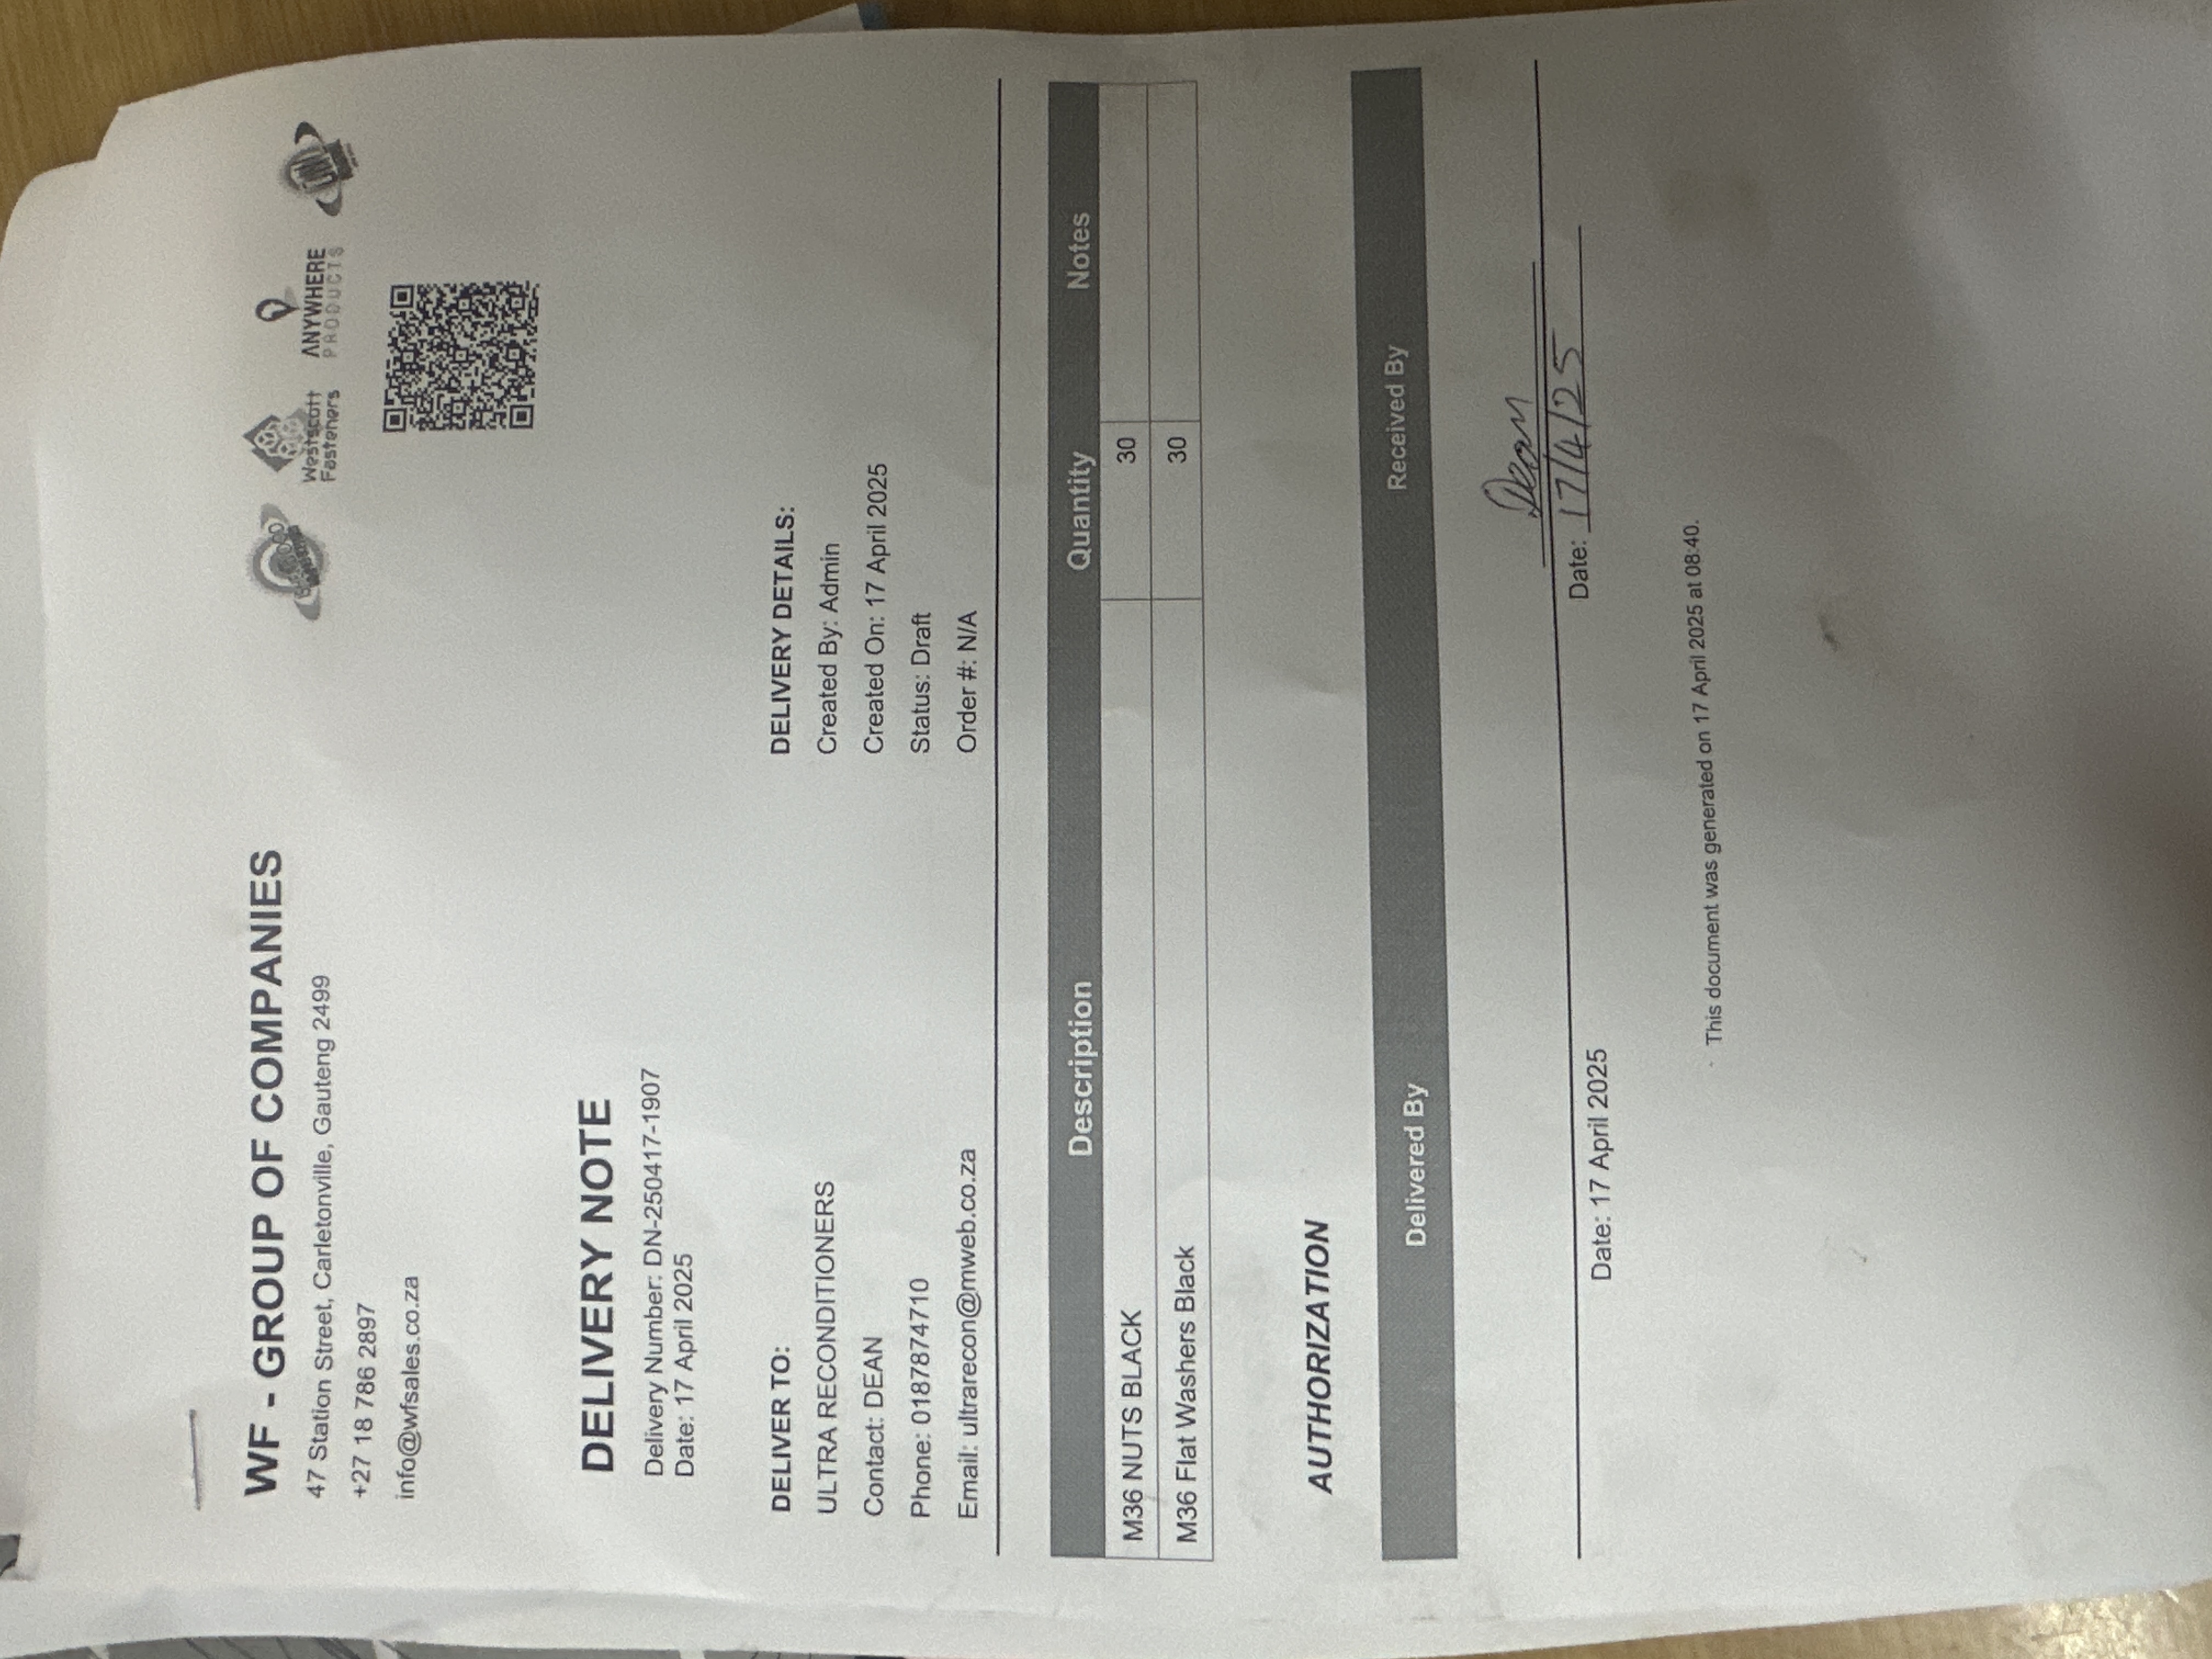 WF - GROUP OF COMPANIES
47 Station Street, Carletonville, Gauteng 2499
+27 18 786 2897
info@wfsales.co.za
Westscott
Fasteners
ANYWHERE
PRODUCTS
DELIVERY NOTE
Delivery Number: DN-250417-1907
Date: 17 April 2025
DELIVER TO:
ULTRA RECONDITIONERS
Contact: DEAN
Phone: 0187874710
Email: ultrarecon@mweb.co.za
DELIVERY DETAILS:
Created By: Admin
Created On: 17 April 2025
Status: Draft
Order #: N/A
Description Quantity Notes
M36 NUTS BLACK 30
M36 Flat Washers Black 30
AUTHORIZATION
Delivered By Received By
Dean
Date: 17 April 2025 Date: 17/4/25
This document was generated on 17 April 2025 at 08:40.